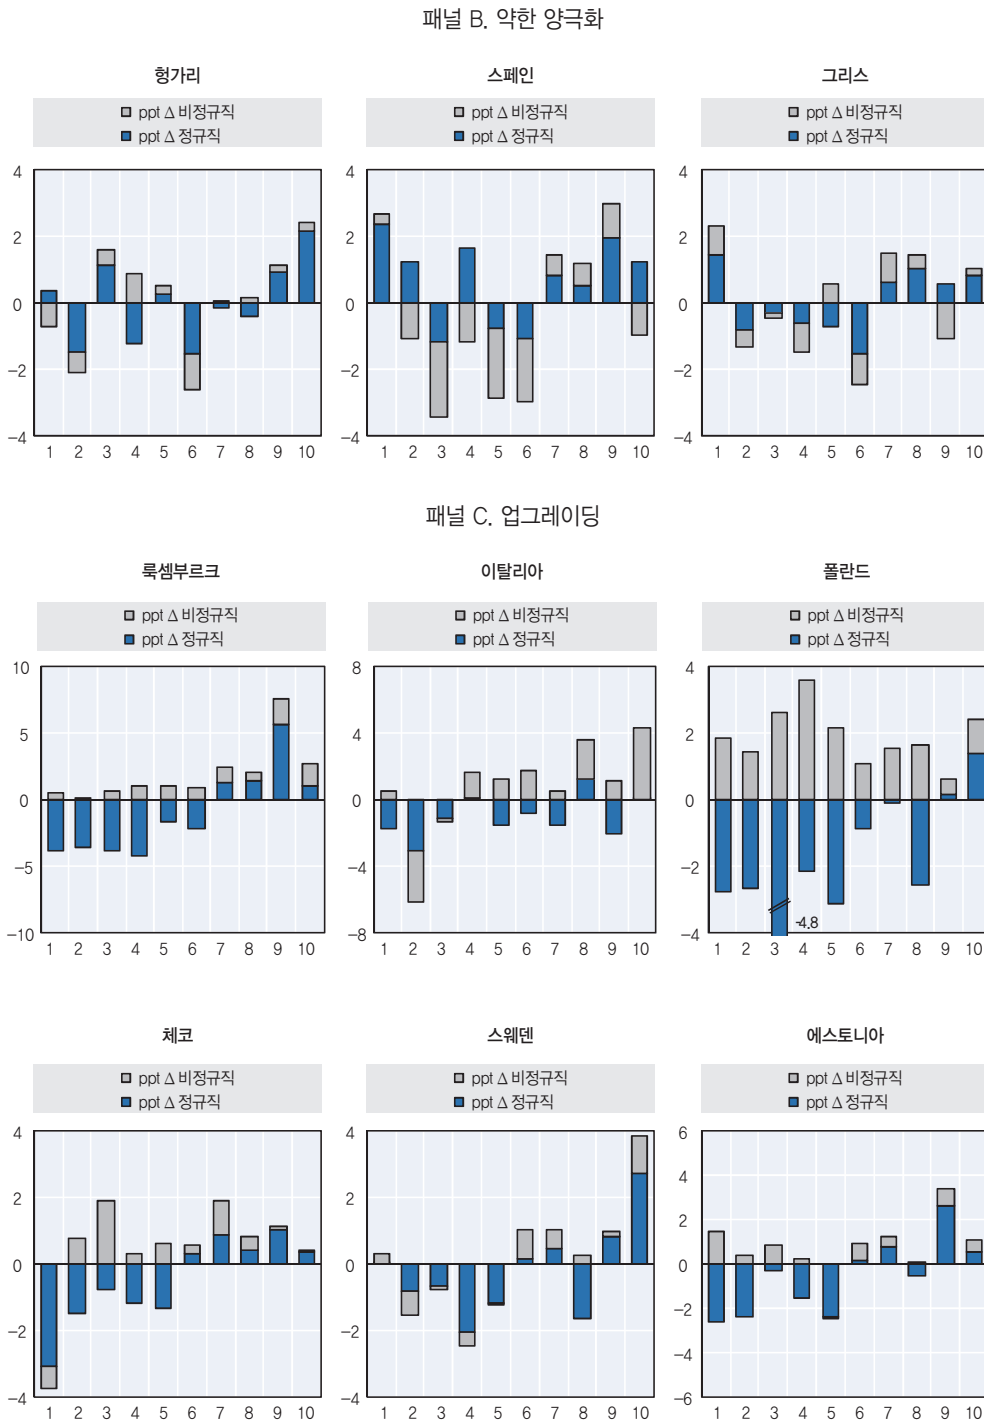 패널 B. 약한 양극화
헝가리
ppt Δ 비정규직
ppt Δ 정규직
4
2
0
−2
−4
1 2 3 4 5 6 7 8 9 10
스페인
ppt Δ 비정규직
ppt Δ 정규직
4
2
0
−2
−4
1 2 3 4 5 6 7 8 9 10
그리스
ppt Δ 비정규직
ppt Δ 정규직
4
2
0
−2
−4
1 2 3 4 5 6 7 8 9 10
패널 C. 업그레이딩
룩셈부르크
ppt Δ 비정규직
ppt Δ 정규직
10
5
0
−5
−10
1 2 3 4 5 6 7 8 9 10
이탈리아
ppt Δ 비정규직
ppt Δ 정규직
8
4
0
−4
−8
1 2 3 4 5 6 7 8 9 10
폴란드
ppt Δ 비정규직
ppt Δ 정규직
4
2
0
−2
−4
-4.8
1 2 3 4 5 6 7 8 9 10
체코
ppt Δ 비정규직
ppt Δ 정규직
4
2
0
−2
−4
1 2 3 4 5 6 7 8 9 10
스웨덴
ppt Δ 비정규직
ppt Δ 정규직
4
2
0
−2
−4
1 2 3 4 5 6 7 8 9 10
에스토니아
ppt Δ 비정규직
ppt Δ 정규직
6
4
2
0
−2
−4
−6
1 2 3 4 5 6 7 8 9 10